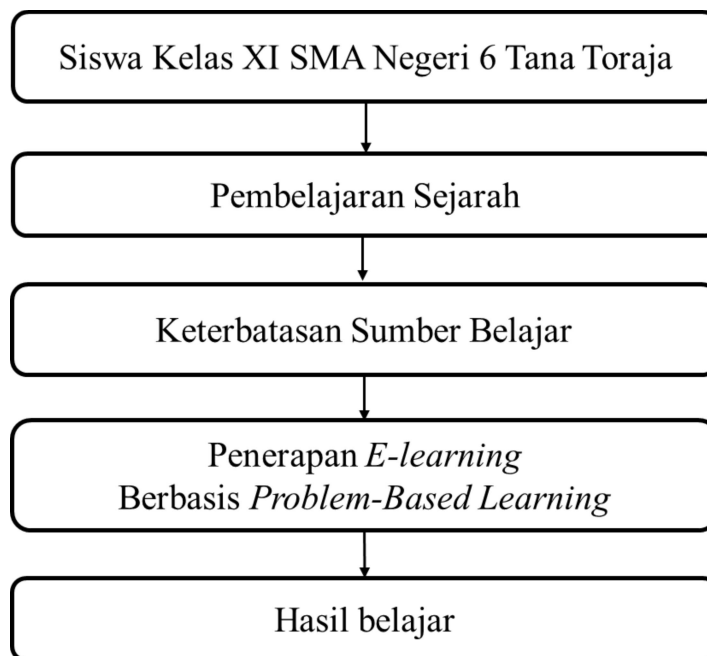 Siswa Kelas XI SMA Negeri 6 Tana Toraja
Pembelajaran Sejarah
Keterbatasan Sumber Belajar
Penerapan E-learning
Berbasis Problem-Based Learning
Hasil belajar